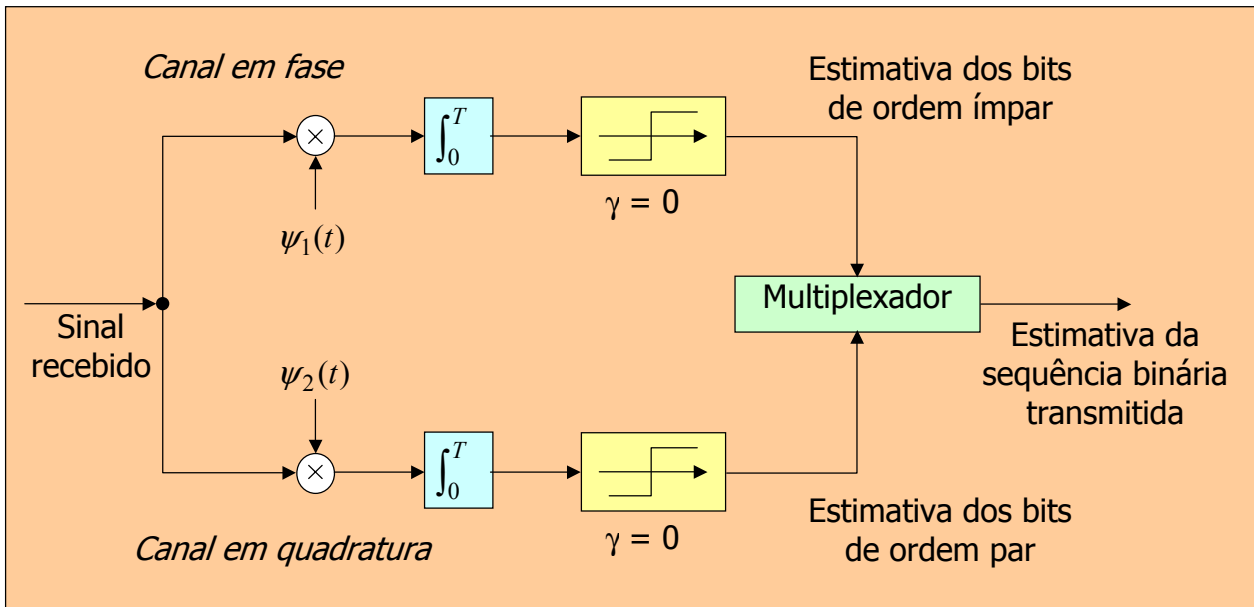 Canal em fase
Estimativa dos bits
de ordem ímpar
×
∫₀ᵀ
γ = 0
ψ₁(t)
Multiplexador
Sinal
recebido
Estimativa da
sequência binária
transmitida
ψ₂(t)
×
∫₀ᵀ
γ = 0
Estimativa dos bits
de ordem par
Canal em quadratura